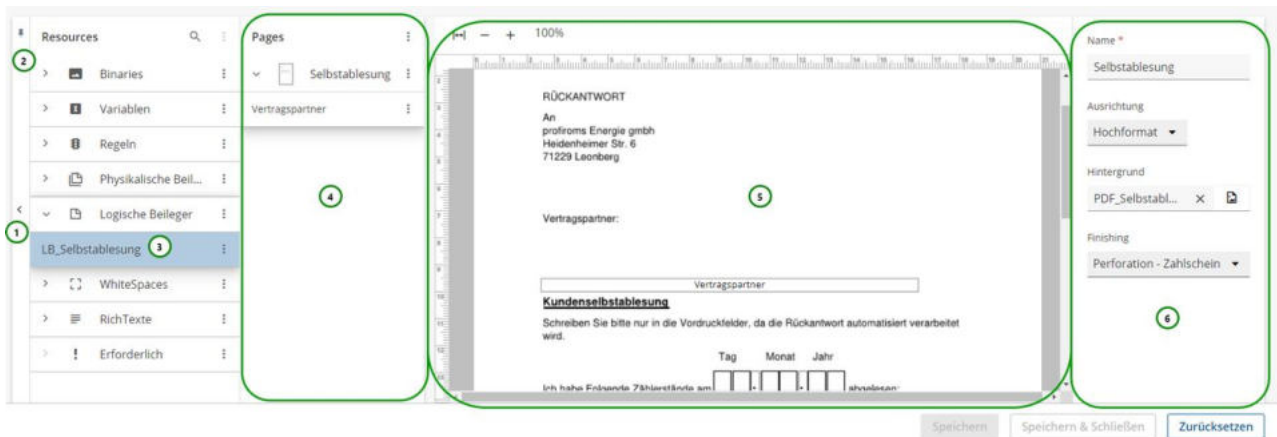 Resources
2
Binaries
Variablen
Regeln
Physikalische Beil...
Logische Beileger
1
LB_Selbstablesung 3
WhiteSpaces
RichTexte
Erforderlich
Pages
Selbstablesung
Vertragspartner
4
100%
RÜCKANTWORT
An
profiroms Energie gmbh
Heidenheimer Str. 6
71229 Leonberg
5
Vertragspartner:
Vertragspartner
Kundenselbstablesung
Schreiben Sie bitte nur in die Vordruckfelder, da die Rückantwort automatisiert verarbeitet
wird.
Tag Monat Jahr
Ich habe Folgende Zählerstände am abgelesen:
Name *
Selbstablesung
Ausrichtung
Hochformat
Hintergrund
PDF_Selbstabl...
Finishing
Perforation - Zahlschein
6
Speichern
Speichern & Schließen
Zurücksetzen